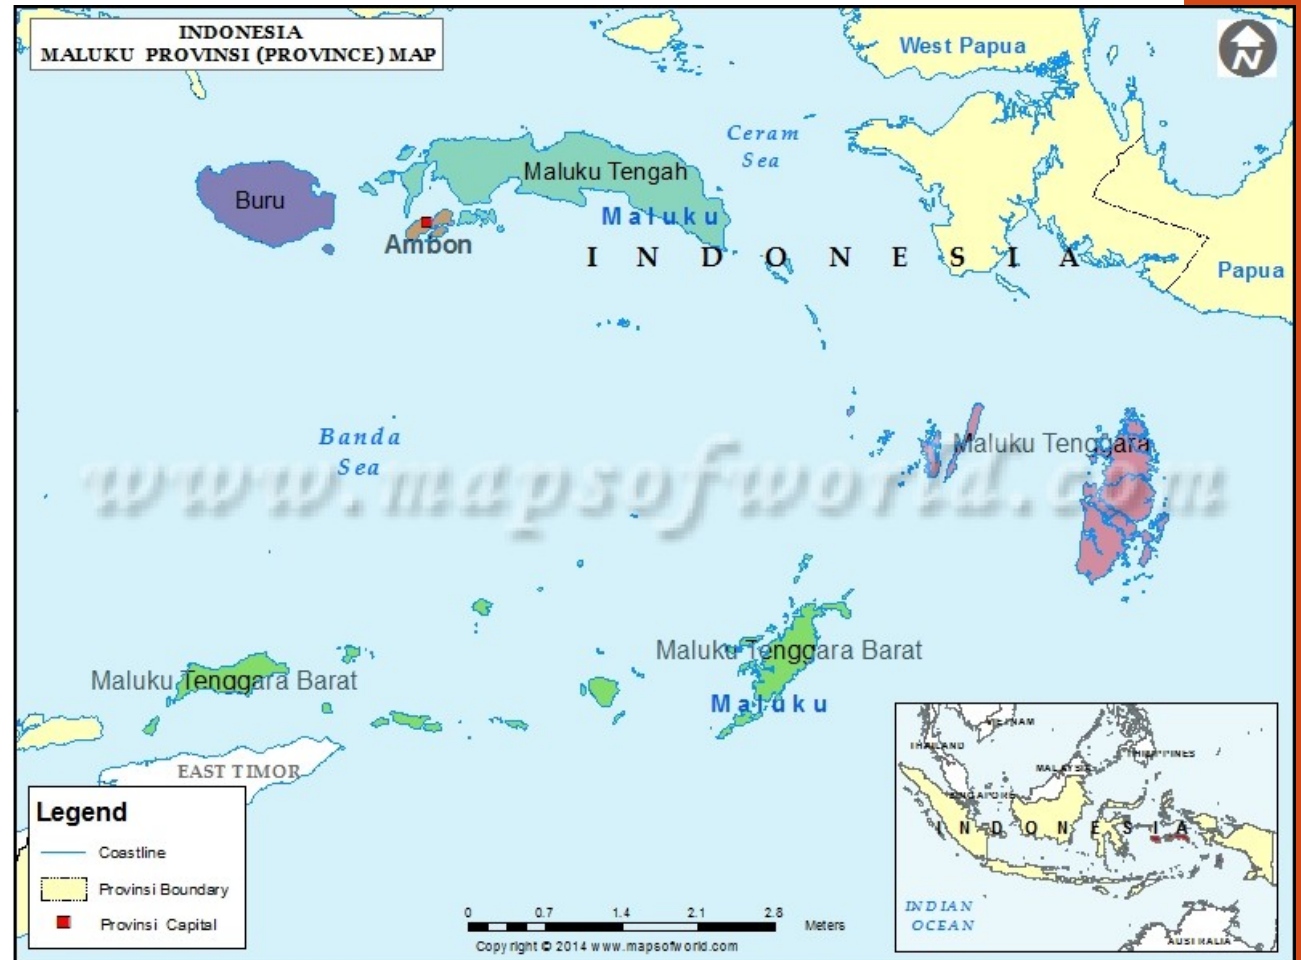 INDONESIA
MALUKU PROVINSI (PROVINCE) MAP
West Papua
N
Ceram
Sea
Maluku Tengah
Buru
Maluku
Ambon
INDONESIA
Papua
Banda
Sea
Maluku Tenggara
www.mapsofworld.com
Maluku Tenggara Barat
Maluku Tenggara Barat
Maluku
EAST TIMOR
Legend
Coastline
Provinsi Boundary
Provinsi Capital
0 0.7 1.4 2.1 2.8
Meters
Copyright © 2014 www.mapsofworld.com
VIETNAM
THAILAND
PHILIPPINES
MALAYSIA
SINGAPORE
INDONESIA
INDIAN
OCEAN
AUSTRALIA